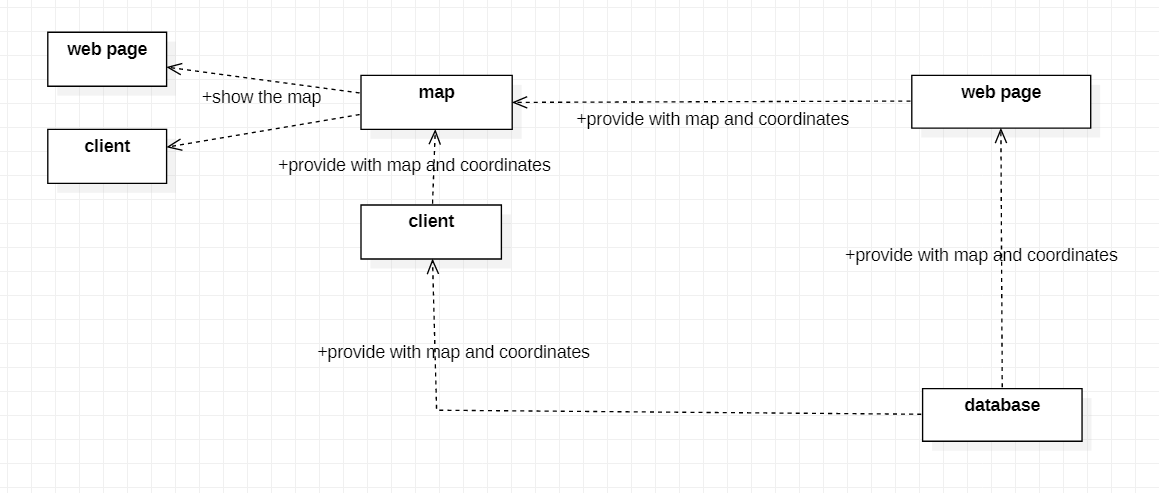 web page
+show the map
client
map
+provide with map and coordinates
web page
+provide with map and coordinates
client
+provide with map and coordinates
+provide with map and coordinates
database